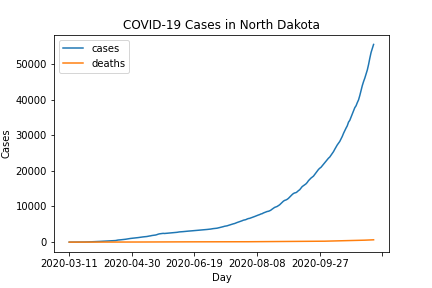 COVID-19 Cases in North Dakota
cases
deaths
50000
40000
30000
20000
10000
0
Cases
2020-03-11 2020-04-30 2020-06-19 2020-08-08 2020-09-27
Day